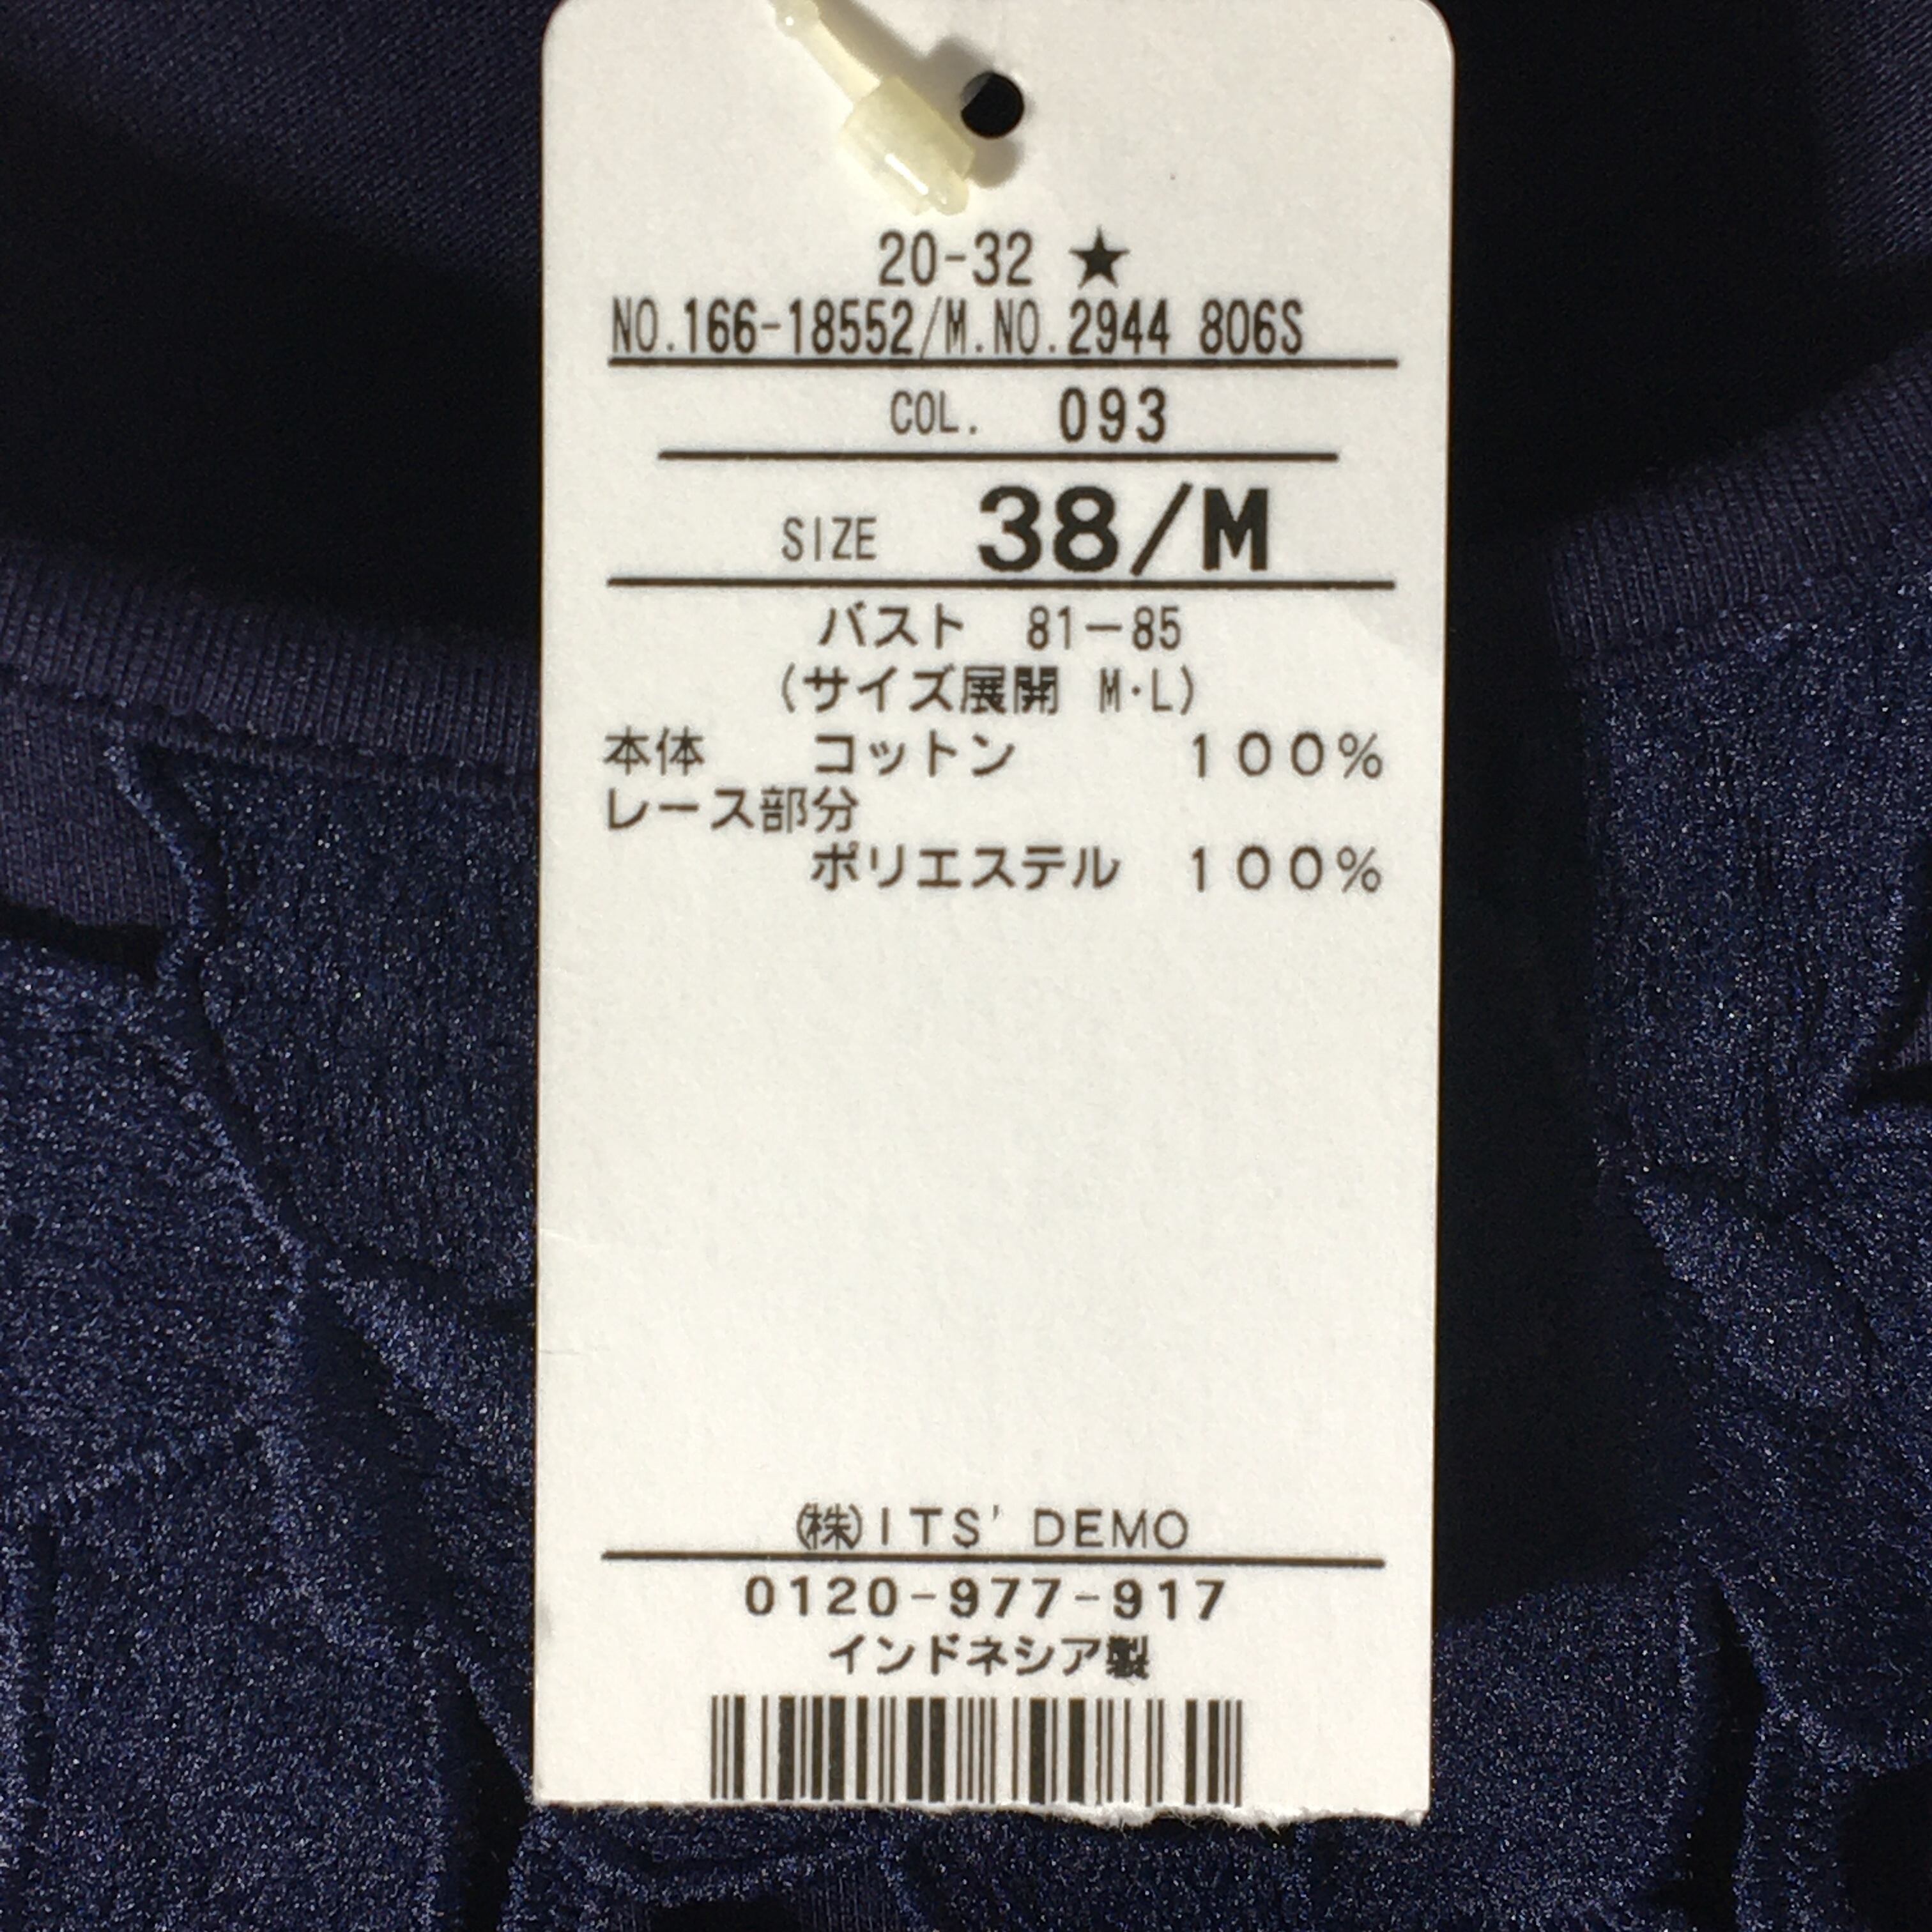 20-32 ★
NO.166-18552/M.NO.2944 806S
COL. 093
SIZE 38/M
バスト 81-85
(サイズ展開 M・L)
本体 コットン 100%
レース部分
ポリエステル 100%
㈱ITS' DEMO
0120-977-917
インドネシア製